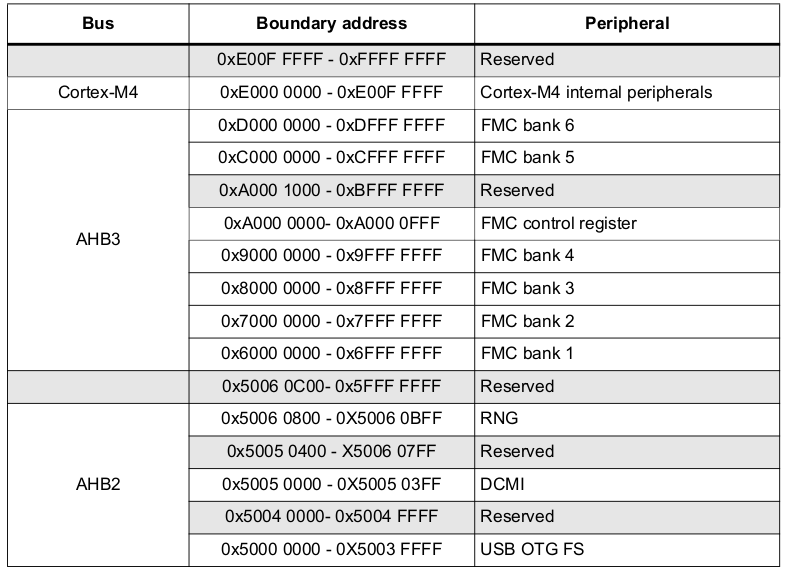 Bus Boundary address Peripheral
0xE00F FFFF - 0xFFFF FFFF Reserved
Cortex-M4 0xE000 0000 - 0xE00F FFFF Cortex-M4 internal peripherals
AHB3 0xD000 0000 - 0xDFFF FFFF FMC bank 6
0xC000 0000 - 0xCFFF FFFF FMC bank 5
0xA000 1000 - 0xBFFF FFFF Reserved
0xA000 0000- 0xA000 0FFF FMC control register
0x9000 0000 - 0x9FFF FFFF FMC bank 4
0x8000 0000 - 0x8FFF FFFF FMC bank 3
0x7000 0000 - 0x7FFF FFFF FMC bank 2
0x6000 0000 - 0x6FFF FFFF FMC bank 1
0x5006 0C00- 0x5FFF FFFF Reserved
AHB2 0x5006 0800 - 0X5006 0BFF RNG
0x5005 0400 - X5006 07FF Reserved
0x5005 0000 - 0X5005 03FF DCMI
0x5004 0000- 0x5004 FFFF Reserved
0x5000 0000 - 0X5003 FFFF USB OTG FS